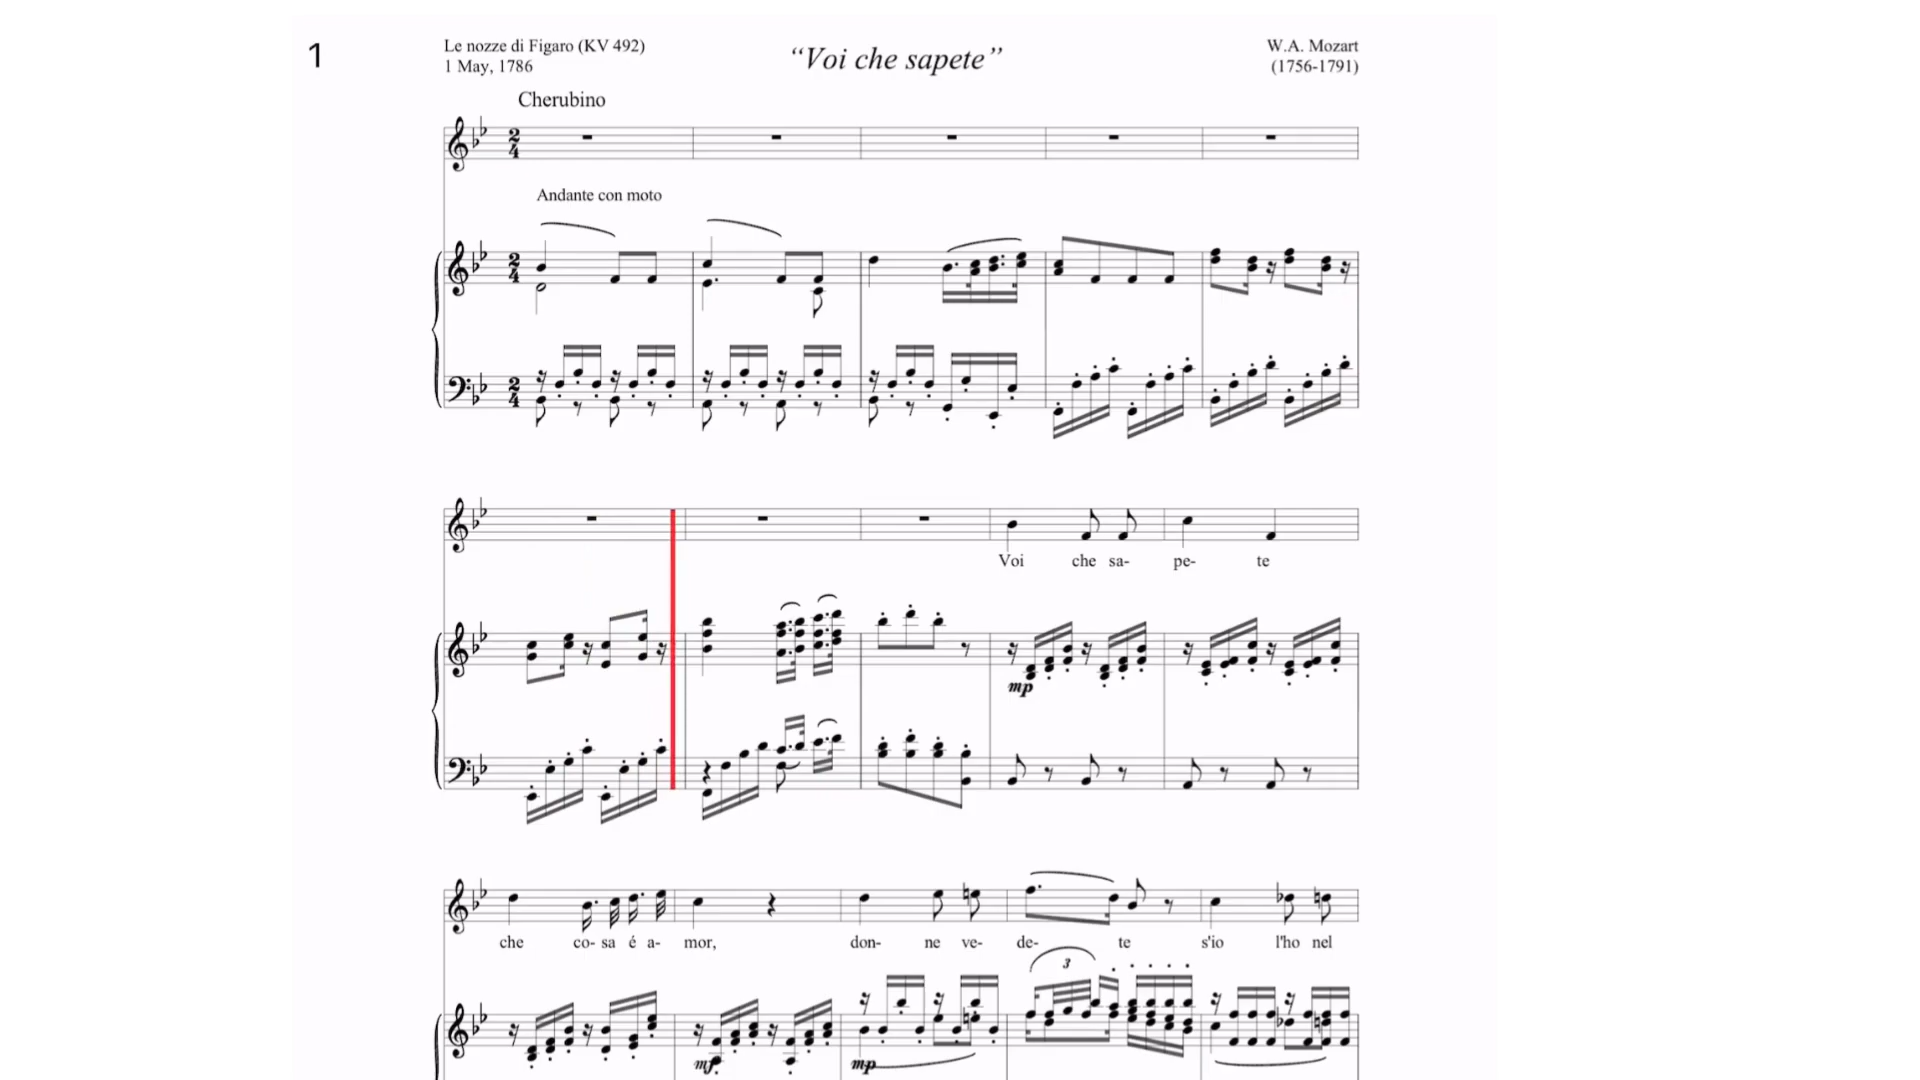 1
Le nozze di Figaro (KV 492)
1 May, 1786
“Voi che sapete”
W.A. Mozart
(1756-1791)
Cherubino
Andante con moto
Voi che sa- pe- te
mp
che co- sa é a- mor, don- ne ve- de- te s'io l'ho nel
3
mf mp